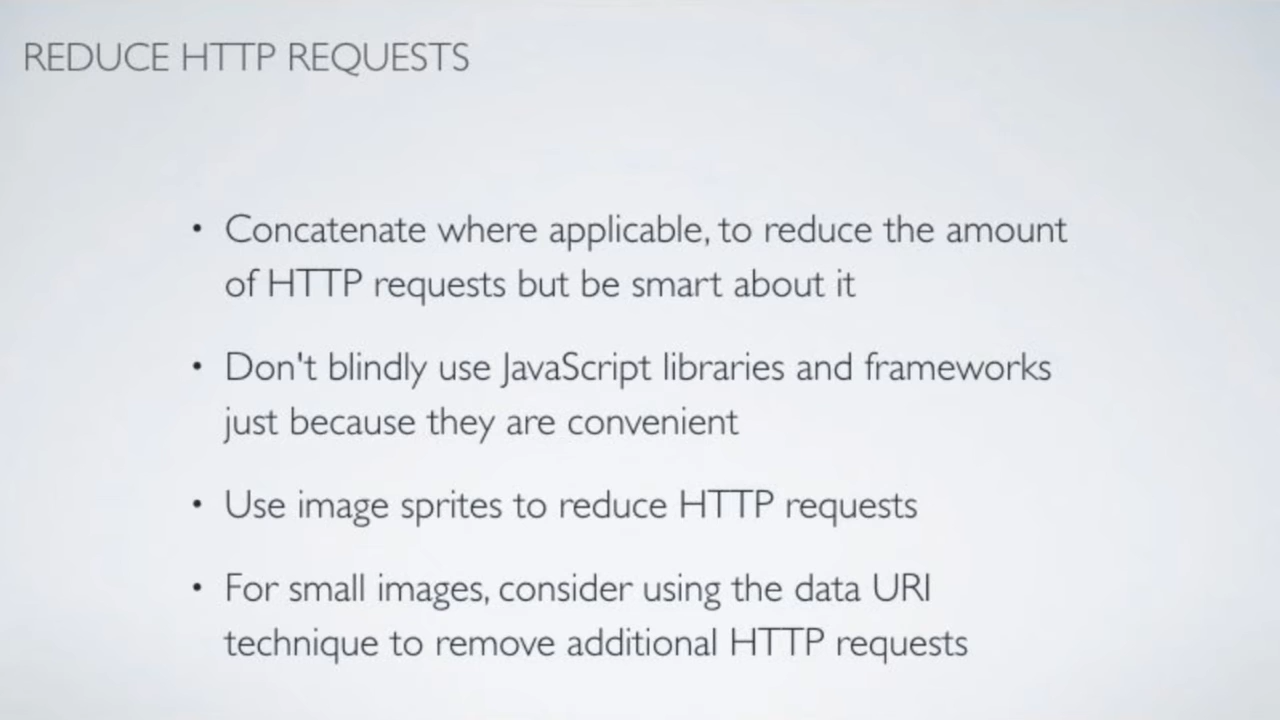 REDUCE HTTP REQUESTS
• Concatenate where applicable, to reduce the amount
of HTTP requests but be smart about it
• Don't blindly use JavaScript libraries and frameworks
just because they are convenient
• Use image sprites to reduce HTTP requests
• For small images, consider using the data URI
technique to remove additional HTTP requests